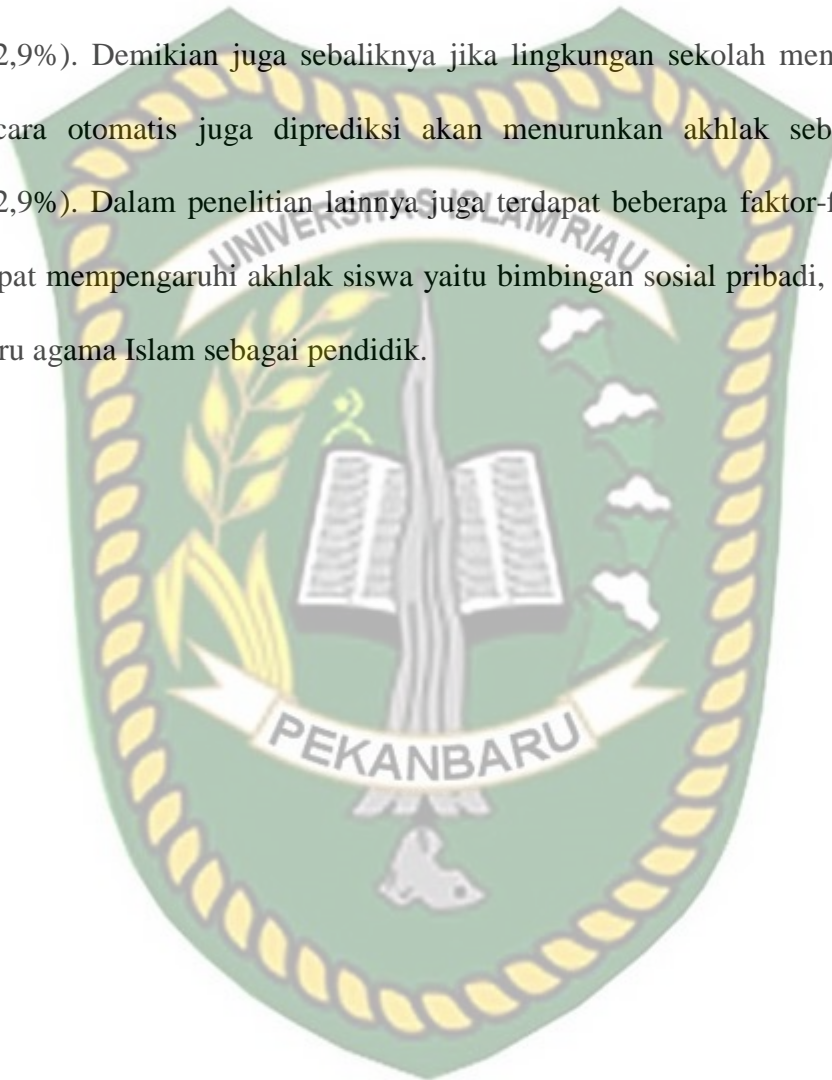 2,9%). Demikian juga sebaliknya jika lingkungan sekolah men
cara otomatis juga diprediksi akan menurunkan akhlak seb
2,9%). Dalam penelitian lainnya juga terdapat beberapa faktor-f
pat mempengaruhi akhlak siswa yaitu bimbingan sosial pribadi,
ru agama Islam sebagai pendidik.
UNIVERSITAS ISLAM RIAU
PEKANBARU